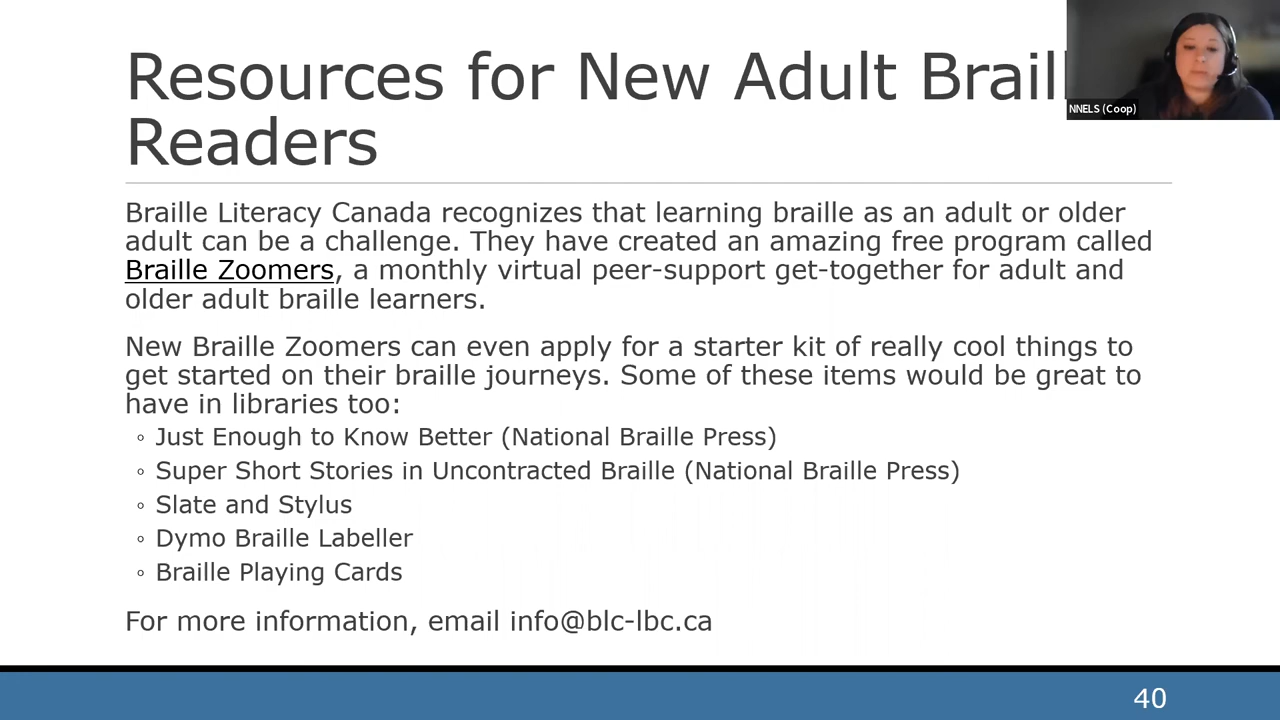 Resources for New Adult Braill
Readers
NNELS (Coop)
Braille Literacy Canada recognizes that learning braille as an adult or older
adult can be a challenge. They have created an amazing free program called
Braille Zoomers, a monthly virtual peer-support get-together for adult and
older adult braille learners.
New Braille Zoomers can even apply for a starter kit of really cool things to
get started on their braille journeys. Some of these items would be great to
have in libraries too:
◦ Just Enough to Know Better (National Braille Press)
◦ Super Short Stories in Uncontracted Braille (National Braille Press)
◦ Slate and Stylus
◦ Dymo Braille Labeller
◦ Braille Playing Cards
For more information, email info@blc-lbc.ca
40